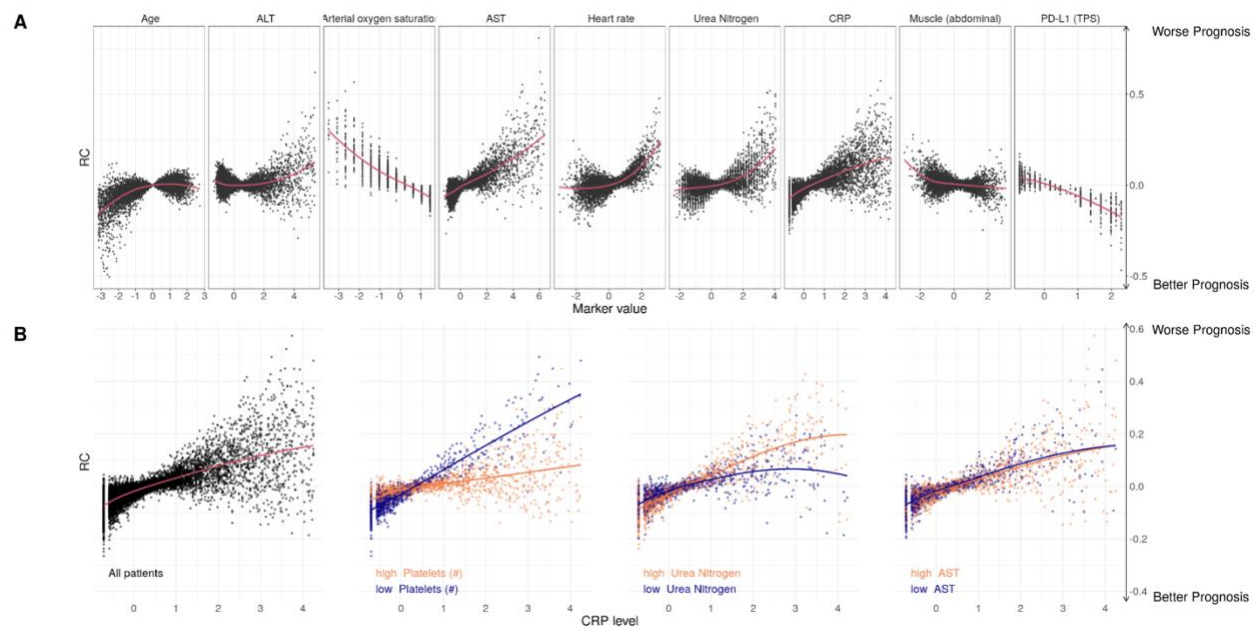 A
Age
ALT
Arterial oxygen saturatio
AST
Heart rate
Urea Nitrogen
CRP
Muscle (abdominal)
PD-L1 (TPS)
Worse Prognosis
RC
0.5
0.0
-0.5
Better Prognosis
-3 -2 -1 0 1 2 3
0 2 4
-3 -2 -1 0 1
0 2 4 6
-2 0 2
-2 0 2 4
0 1 2 3 4
-2 0 2
0 1 2
Marker value
B
Worse Prognosis
RC
0.6
0.4
0.2
0.0
-0.2
-0.4
All patients
high Platelets (#)
low Platelets (#)
high Urea Nitrogen
low Urea Nitrogen
high AST
low AST
Better Prognosis
0 1 2 3 4
0 1 2 3 4
0 1 2 3 4
0 1 2 3 4
CRP level